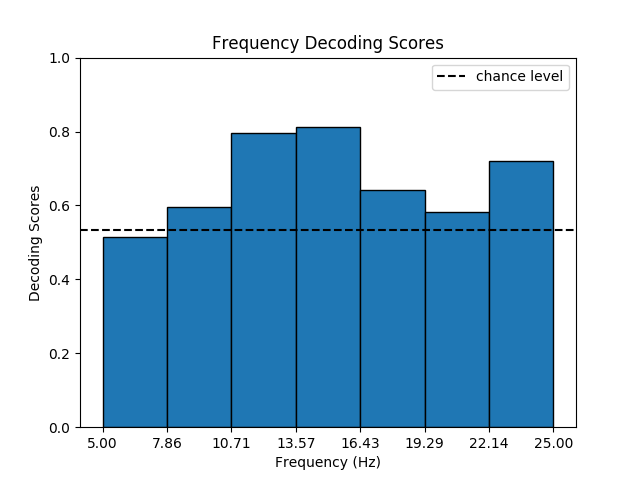 Frequency Decoding Scores
1.0
chance level
0.8
0.6
0.4
0.2
0.0
Decoding Scores
5.00 7.86 10.71 13.57 16.43 19.29 22.14 25.00
Frequency (Hz)